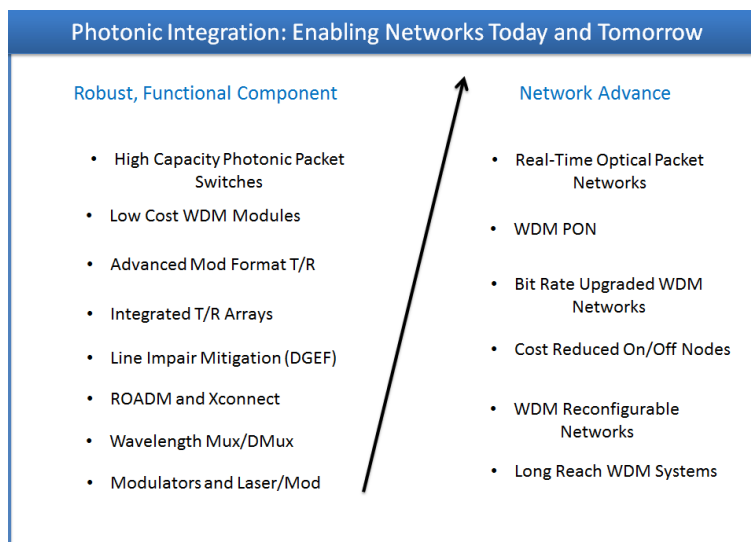 Photonic Integration: Enabling Networks Today and Tomorrow
Robust, Functional Component
• High Capacity Photonic Packet
Switches
• Low Cost WDM Modules
• Advanced Mod Format T/R
• Integrated T/R Arrays
• Line Impair Mitigation (DGEF)
• ROADM and Xconnect
• Wavelength Mux/DMux
• Modulators and Laser/Mod
Network Advance
• Real-Time Optical Packet
Networks
• WDM PON
• Bit Rate Upgraded WDM
Networks
• Cost Reduced On/Off Nodes
• WDM Reconfigurable
Networks
• Long Reach WDM Systems